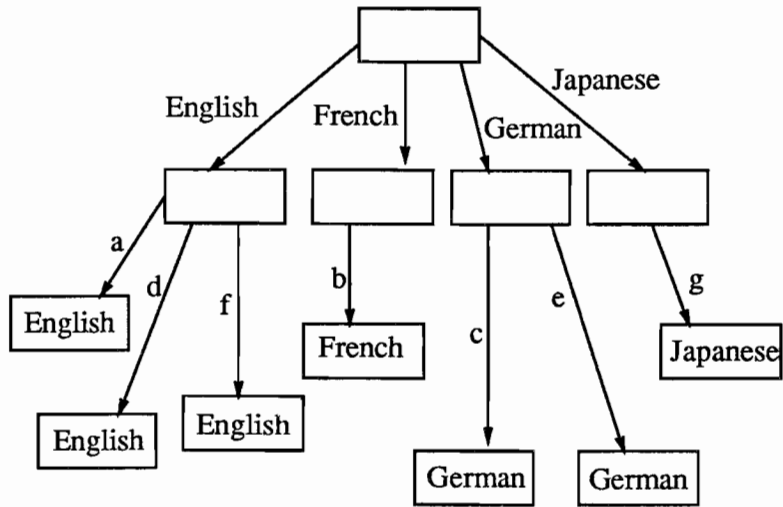 English
French
German
Japanese
a
d
f
b
c
e
g
English
French
Japanese
English
English
German
German